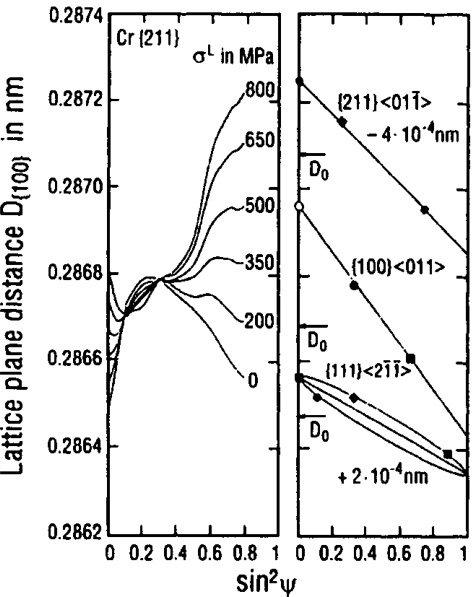 Lattice plane distance D{100} in nm
0.2874
0.2872
0.2870
0.2868
0.2866
0.2864
0.2862
Cr {211}
σᴸ in MPa
800
650
500
350
200
0
0 0.2 0.4 0.6 0.8 1
{211}<011̄>
−4·10⁻⁴nm
D₀
{100}<011>
D₀
{111}<21̄1̄>
D₀
+2·10⁻⁴nm
0 0.2 0.4 0.6 0.8 1
sin²ψ